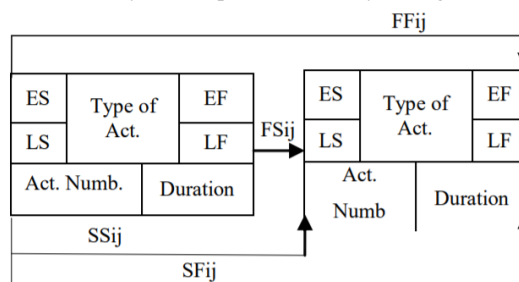 FFij
ES
Type of
Act.
EF
LS
LF
Act. Numb.
Duration
FSij
ES
Type of
Act.
EF
LS
LF
Act.
Numb
Duration
SSij
SFij